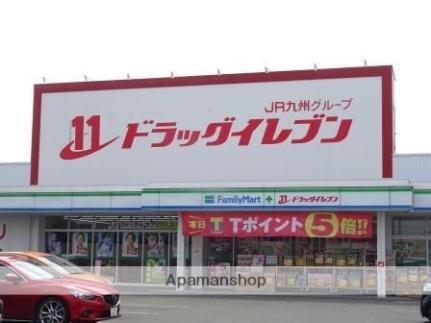 JR九州グループ
11 ドラッグイレブン
FamilyMart + 11 ドラッグイレブン
本日 T Tポイント5倍!!
Apamanshop